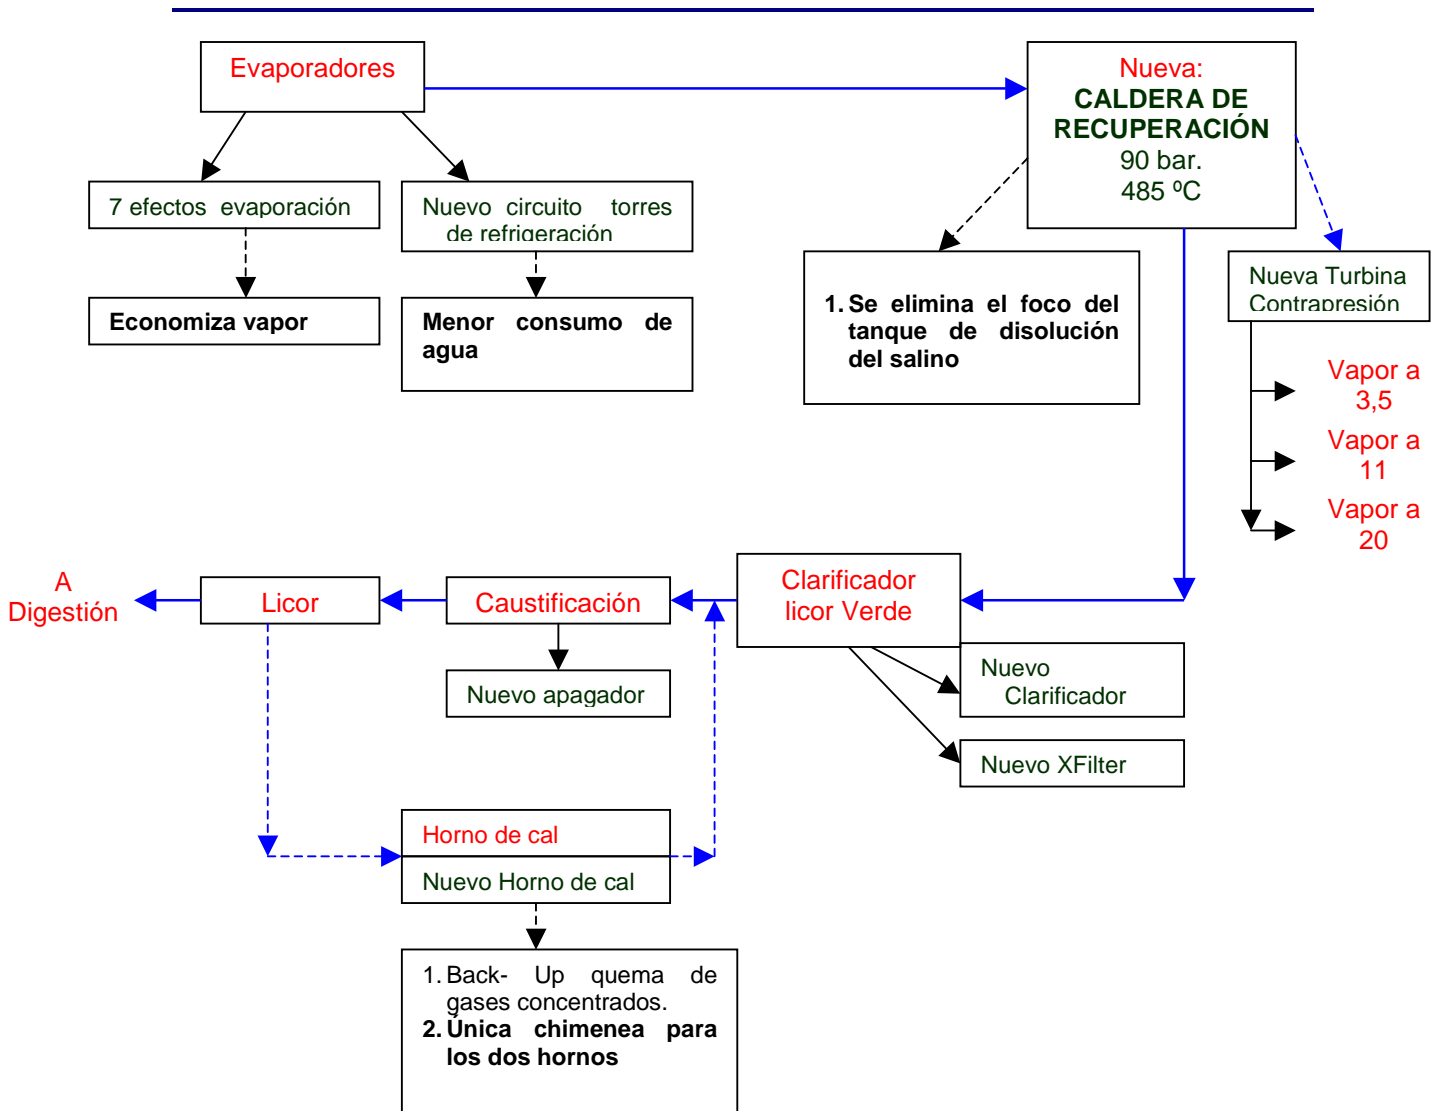 Evaporadores
Nueva:
CALDERA DE
RECUPERACIÓN
90 bar.
485 ºC
7 efectos evaporación
Nuevo circuito torres
de refrigeración
Nueva Turbina
Contrapresión
Economiza vapor
Menor consumo de
agua
1. Se elimina el foco del
tanque de disolución
del salino
Vapor a
3,5
Vapor a
11
Vapor a
20
A
Digestión
Licor
Caustificación
Clarificador
licor Verde
Nuevo apagador
Nuevo
Clarificador
Nuevo XFilter
Horno de cal
Nuevo Horno de cal
1. Back- Up quema de
gases concentrados.
2. Única chimenea para
los dos hornos